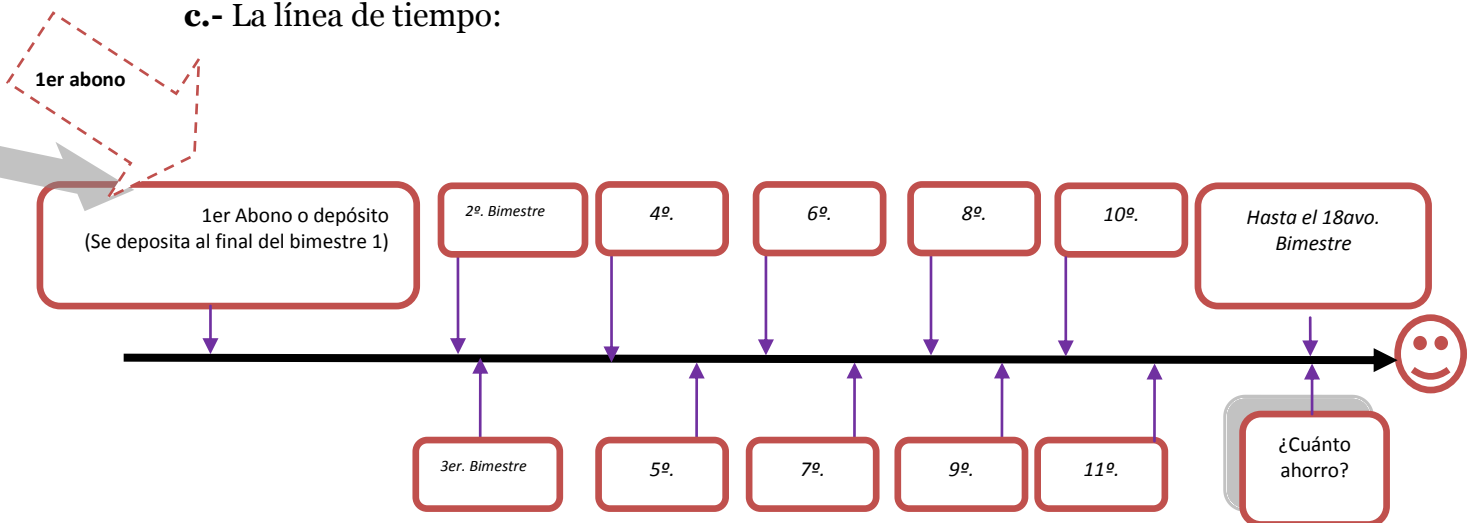 c.- La línea de tiempo:
1er abono
1er Abono o depósito
(Se deposita al final del bimestre 1)
2º. Bimestre
4º.
6º.
8º.
10º.
Hasta el 18avo.
Bimestre
3er. Bimestre
5º.
7º.
9º.
11º.
¿Cuánto
ahorro?